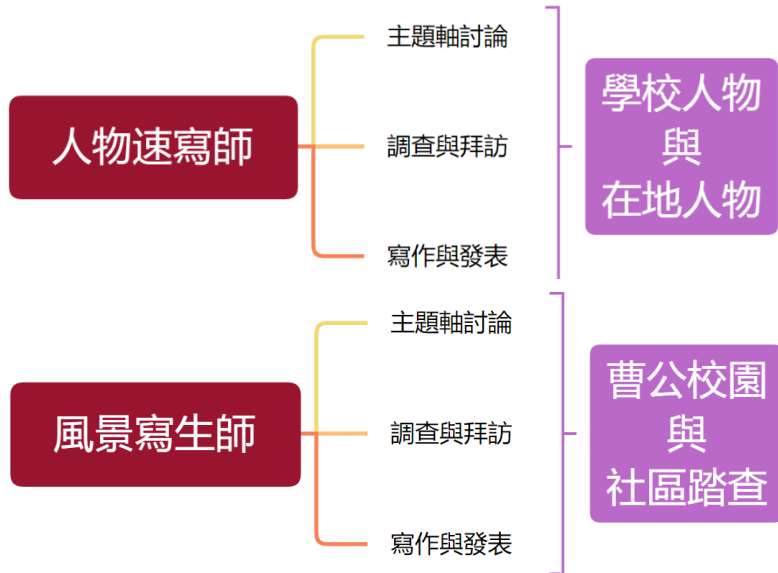 人物速寫師
主題軸討論
調查與拜訪
寫作與發表
學校人物
與
在地人物
風景寫生師
主題軸討論
調查與拜訪
寫作與發表
曹公校園
與
社區踏查